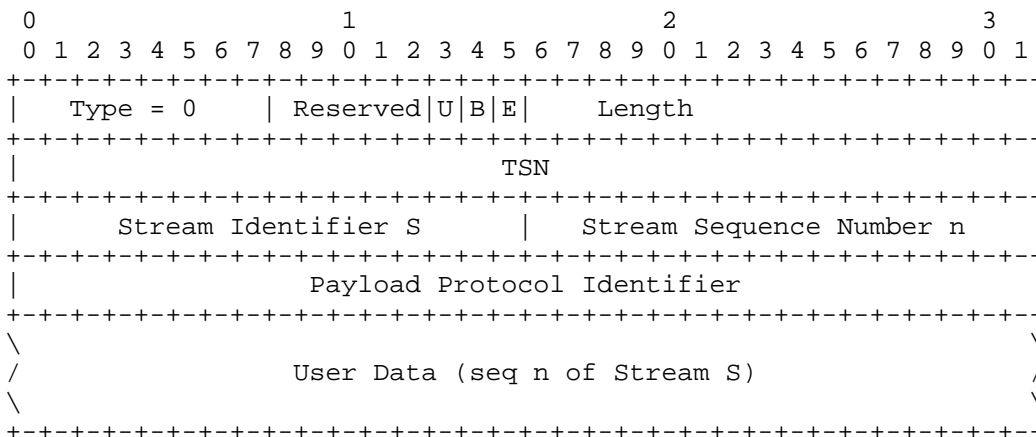 0                   1                   2                   3
 0 1 2 3 4 5 6 7 8 9 0 1 2 3 4 5 6 7 8 9 0 1 2 3 4 5 6 7 8 9 0 1
+-+-+-+-+-+-+-+-+-+-+-+-+-+-+-+-+-+-+-+-+-+-+-+-+-+-+-+-+-+-+-+-
|   Type = 0    | Reserved|U|B|E|    Length
+-+-+-+-+-+-+-+-+-+-+-+-+-+-+-+-+-+-+-+-+-+-+-+-+-+-+-+-+-+-+-+-
|                              TSN
+-+-+-+-+-+-+-+-+-+-+-+-+-+-+-+-+-+-+-+-+-+-+-+-+-+-+-+-+-+-+-+-
|      Stream Identifier S      |   Stream Sequence Number n
+-+-+-+-+-+-+-+-+-+-+-+-+-+-+-+-+-+-+-+-+-+-+-+-+-+-+-+-+-+-+-+-
|                  Payload Protocol Identifier
+-+-+-+-+-+-+-+-+-+-+-+-+-+-+-+-+-+-+-+-+-+-+-+-+-+-+-+-+-+-+-+-
\                                                               \
/                 User Data (seq n of Stream S)                 /
\                                                               \
+-+-+-+-+-+-+-+-+-+-+-+-+-+-+-+-+-+-+-+-+-+-+-+-+-+-+-+-+-+-+-+-